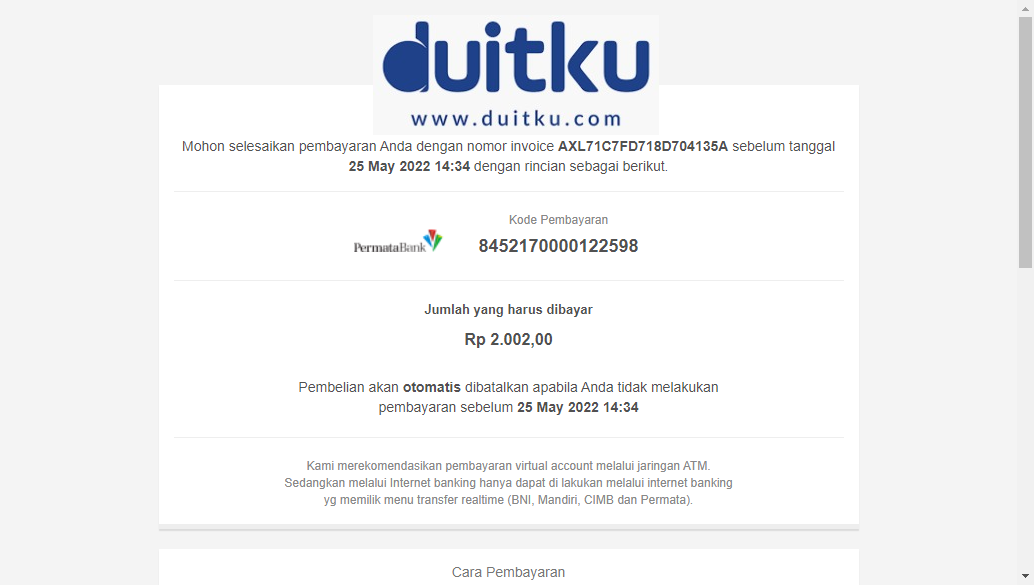 duitku
www.duitku.com
Mohon selesaikan pembayaran Anda dengan nomor invoice AXL71C7FD718D704135A sebelum tanggal
25 May 2022 14:34 dengan rincian sebagai berikut.
Kode Pembayaran
PermataBank
8452170000122598
Jumlah yang harus dibayar
Rp 2.002,00
Pembelian akan otomatis dibatalkan apabila Anda tidak melakukan
pembayaran sebelum 25 May 2022 14:34
Kami merekomendasikan pembayaran virtual account melalui jaringan ATM.
Sedangkan melalui Internet banking hanya dapat di lakukan melalui internet banking
yg memilik menu transfer realtime (BNI, Mandiri, CIMB dan Permata).
Cara Pembayaran